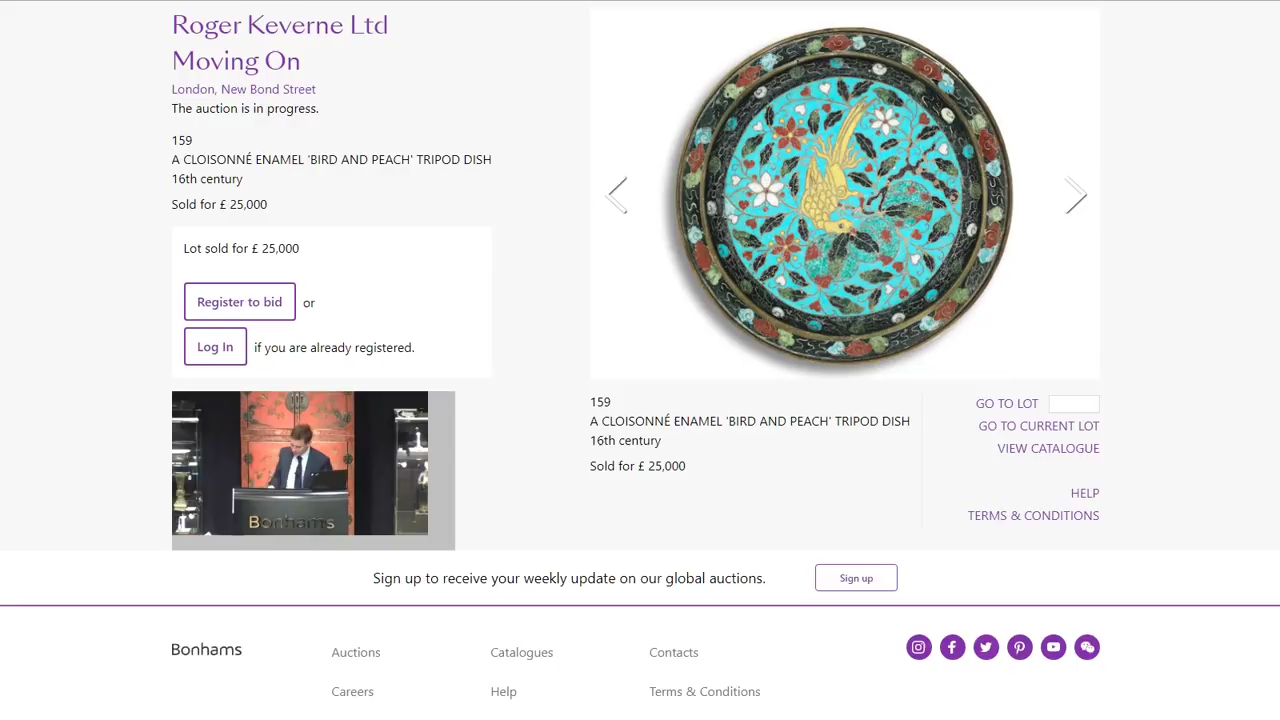 Roger Keverne Ltd
Moving On
London, New Bond Street
The auction is in progress.
159
A CLOISONNÉ ENAMEL 'BIRD AND PEACH' TRIPOD DISH
16th century
Sold for £ 25,000
Lot sold for £ 25,000
Register to bid or
Log In if you are already registered.
Bonhams
159
A CLOISONNÉ ENAMEL 'BIRD AND PEACH' TRIPOD DISH
16th century
Sold for £ 25,000
GO TO LOT
GO TO CURRENT LOT
VIEW CATALOGUE
HELP
TERMS & CONDITIONS
Sign up to receive your weekly update on our global auctions. Sign up
Bonhams Auctions Catalogues Contacts
Careers Help Terms & Conditions